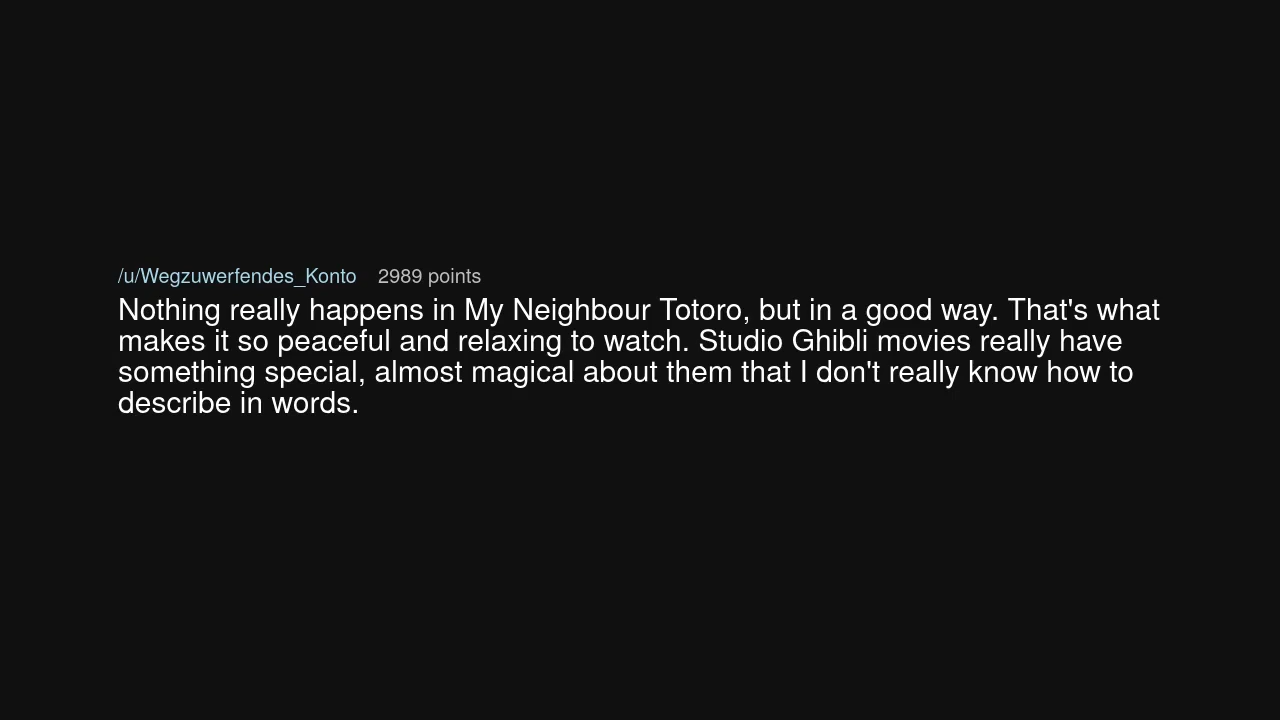 /u/Wegzuwerfendes_Konto 2989 points
Nothing really happens in My Neighbour Totoro, but in a good way. That's what
makes it so peaceful and relaxing to watch. Studio Ghibli movies really have
something special, almost magical about them that I don't really know how to
describe in words.